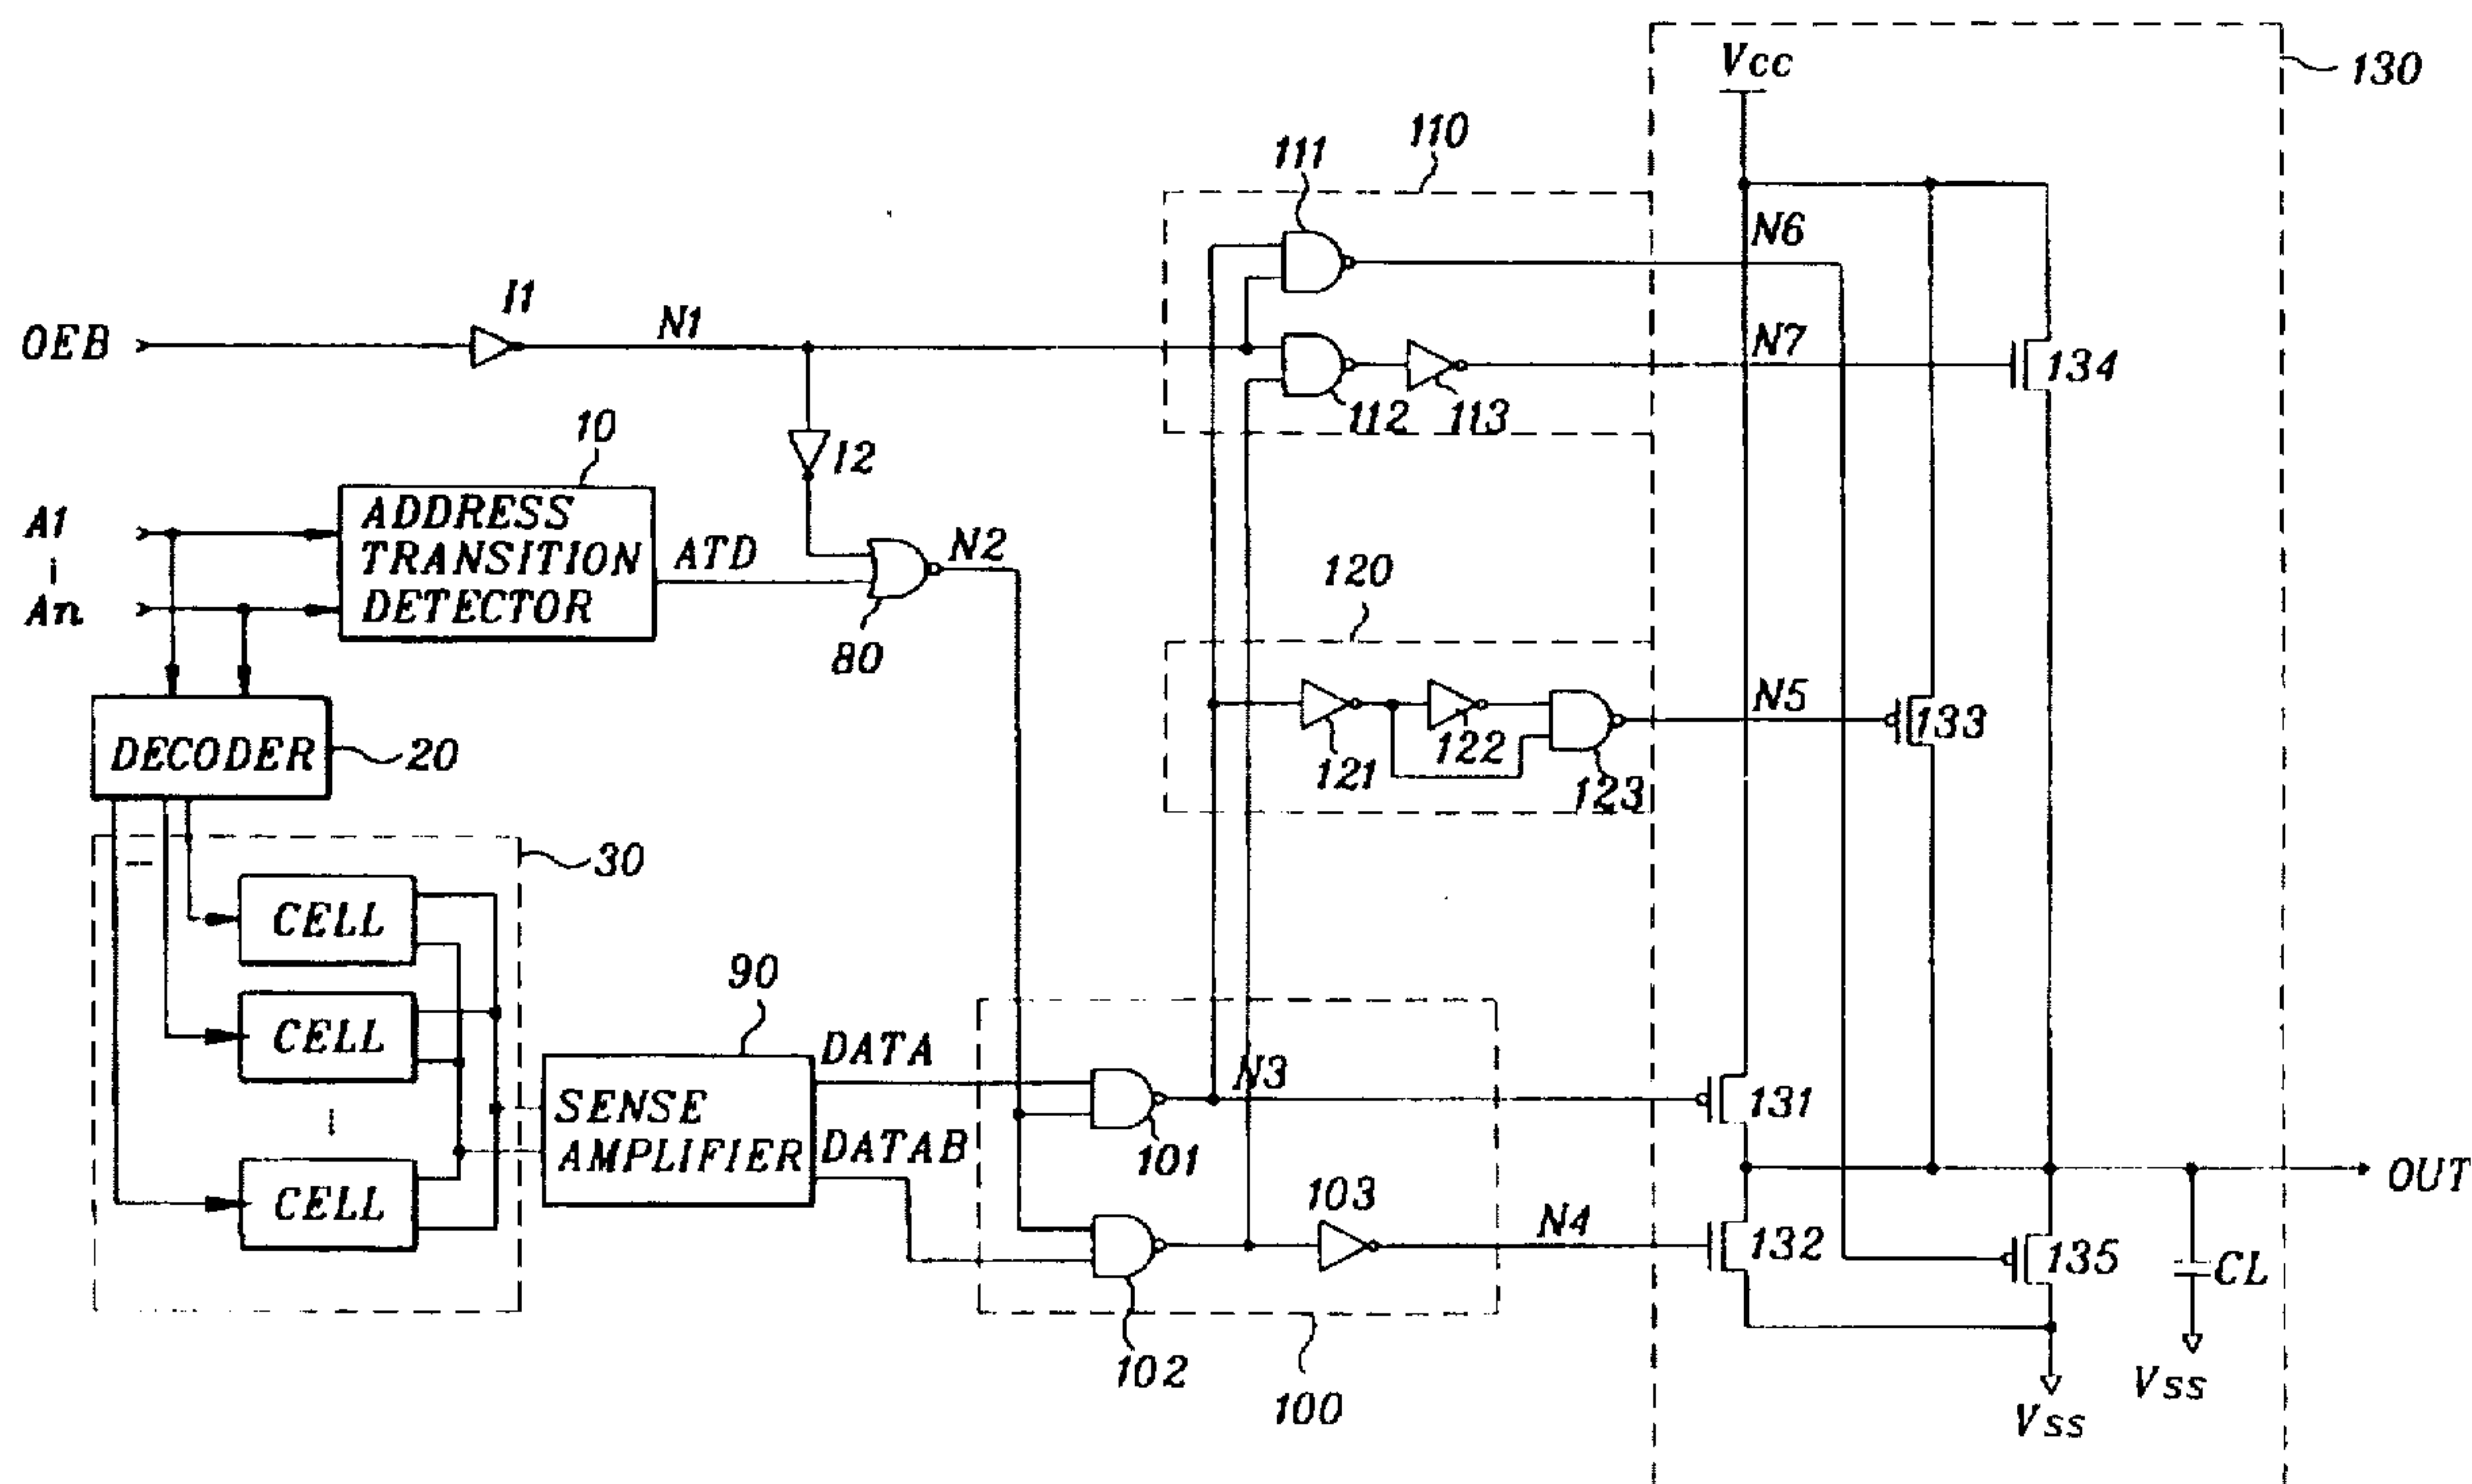 Vcc
130
110
111
N6
I1
N1
OEB
N7
134
112
113
10
I2
A1
ADDRESS
TRANSITION
DETECTOR
ATD
N2
An
80
120
N5
133
DECODER
20
121
122
123
30
CELL
90
CELL
DATA
N3
131
SENSE
AMPLIFIER
DATAB
101
OUT
CELL
103
N4
132
135
CL
102
100
Vss
Vss